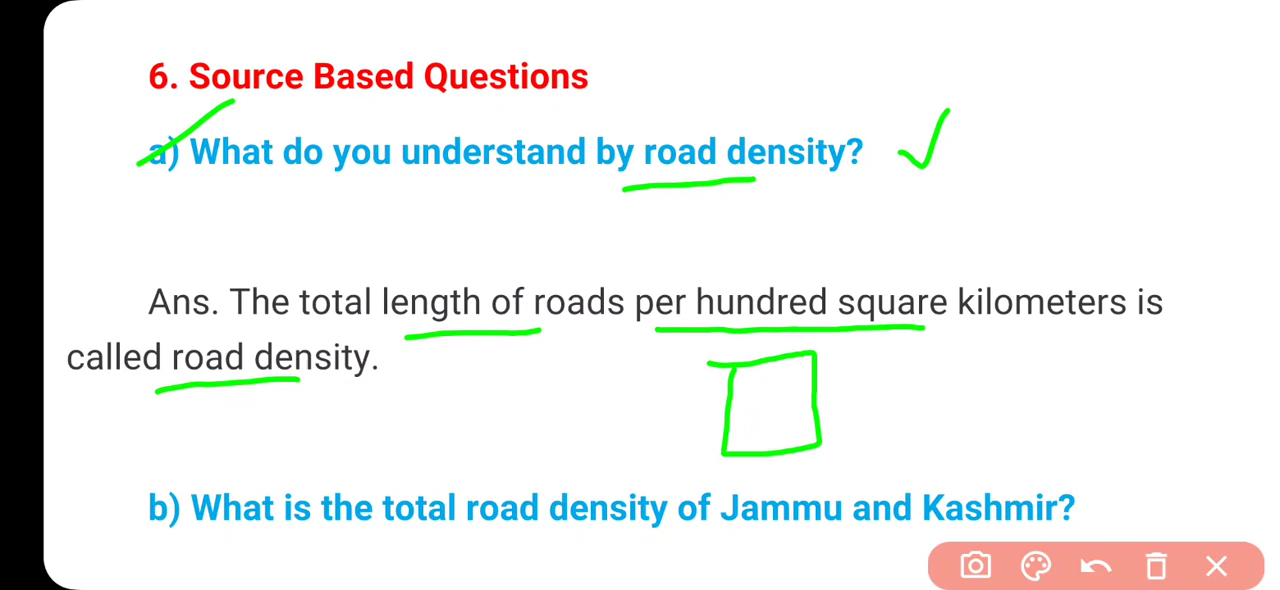 6. Source Based Questions
a) What do you understand by road density?
Ans. The total length of roads per hundred square kilometers is
called road density.
b) What is the total road density of Jammu and Kashmir?